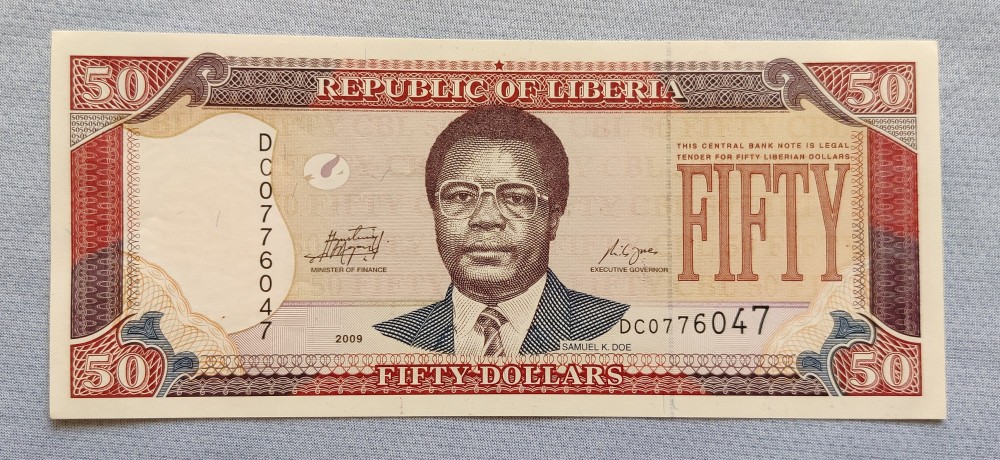 50
REPUBLIC OF LIBERIA
50
DC0776047
THIS CENTRAL BANK NOTE IS LEGAL
TENDER FOR FIFTY LIBERIAN DOLLARS
FIFTY
MINISTER OF FINANCE
EXECUTIVE GOVERNOR
2009
DC0776047
SAMUEL K. DOE
50
FIFTY DOLLARS
50